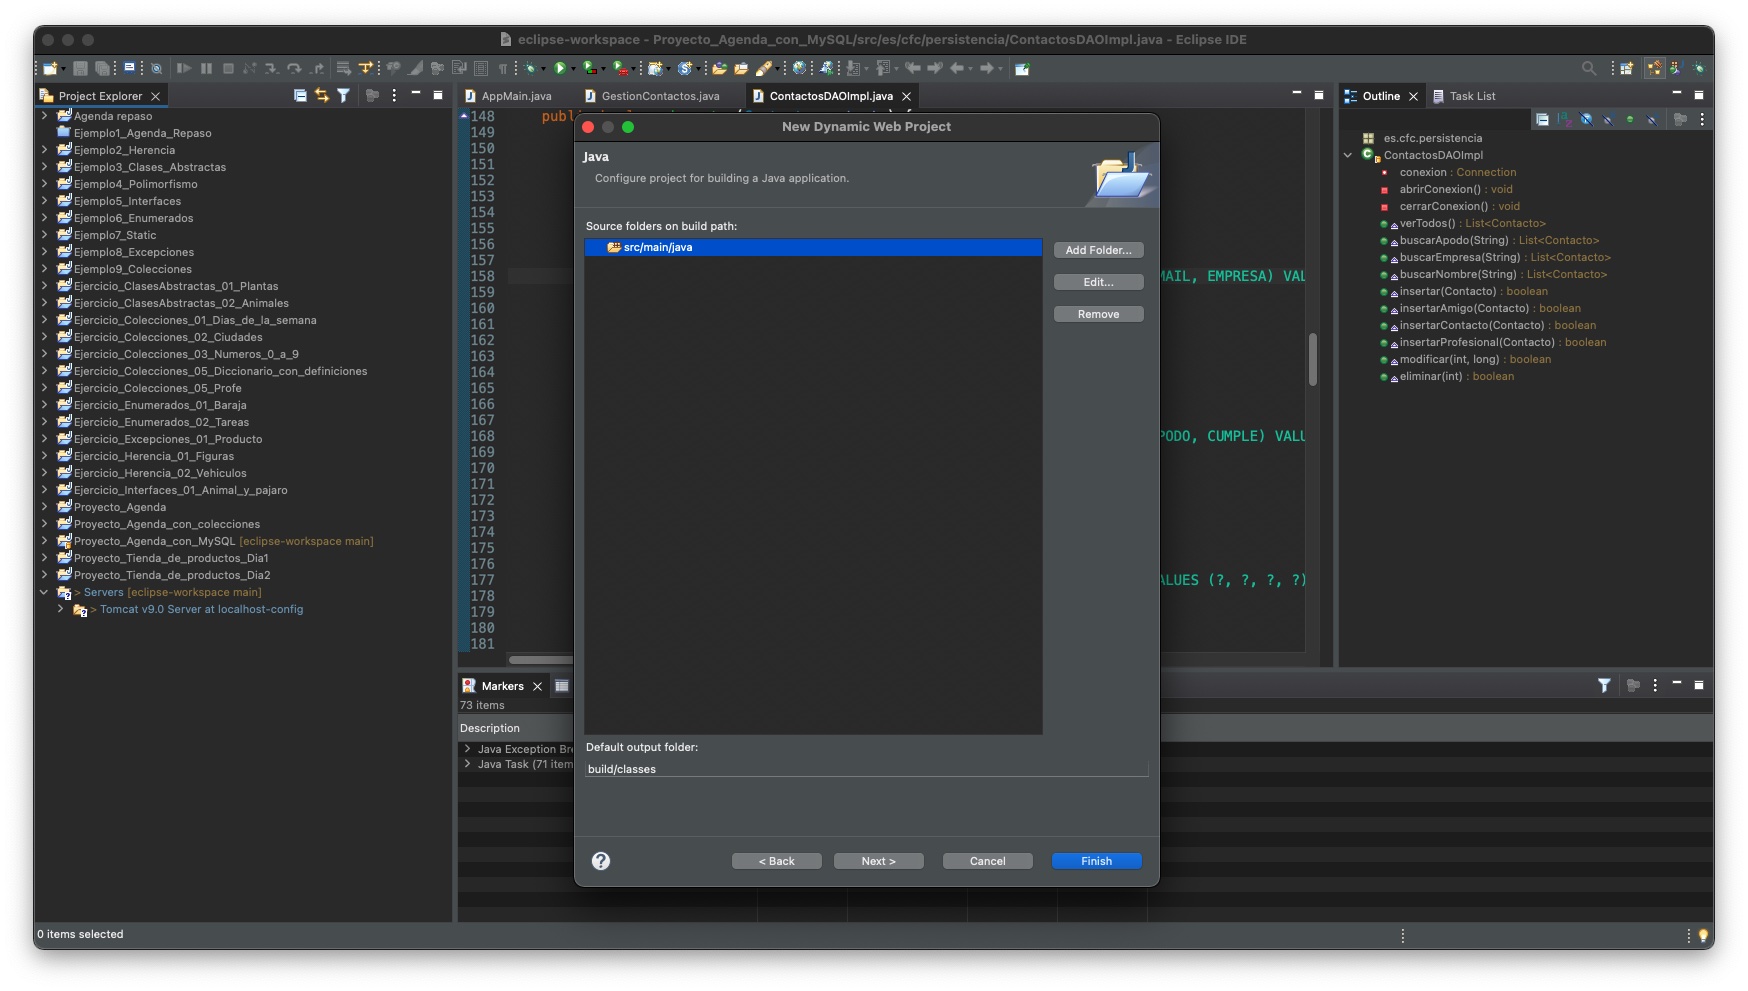 eclipse-workspace - Proyecto_Agenda_con_MySQL/src/es/cfc/persistencia/ContactosDAOImpl.java - Eclipse IDE
Project Explorer
AppMain.java
GestionContactos.java
ContactosDAOImpl.java
Outline
Task List
Agenda repaso
Ejemplo1_Agenda_Repaso
Ejemplo2_Herencia
Ejemplo3_Clases_Abstractas
Ejemplo4_Polimorfismo
Ejemplo5_Interfaces
Ejemplo6_Enumerados
Ejemplo7_Static
Ejemplo8_Excepciones
Ejemplo9_Colecciones
Ejercicio_ClasesAbstractas_01_Plantas
Ejercicio_ClasesAbstractas_02_Animales
Ejercicio_Colecciones_01_Dias_de_la_semana
Ejercicio_Colecciones_02_Ciudades
Ejercicio_Colecciones_03_Numeros_0_a_9
Ejercicio_Colecciones_05_Diccionario_con_definiciones
Ejercicio_Colecciones_05_Profe
Ejercicio_Enumerados_01_Baraja
Ejercicio_Enumerados_02_Tareas
Ejercicio_Excepciones_01_Producto
Ejercicio_Herencia_01_Figuras
Ejercicio_Herencia_02_Vehiculos
Ejercicio_Interfaces_01_Animal_y_pajaro
Proyecto_Agenda
Proyecto_Agenda_con_colecciones
Proyecto_Agenda_con_MySQL [eclipse-workspace main]
Proyecto_Tienda_de_productos_Dia1
Proyecto_Tienda_de_productos_Dia2
> Servers [eclipse-workspace main]
> Tomcat v9.0 Server at localhost-config
148
149
150
151
152
153
154
155
156
157
158
159
160
161
162
163
164
165
166
167
168
169
170
171
172
173
174
175
176
177
178
179
180
181
MAIL, EMPRESA) VAL
PODO, CUMPLE) VALU
ALUES (?, ?, ?, ?)
New Dynamic Web Project
Java
Configure project for building a Java application.
Source folders on build path:
src/main/java
Add Folder...
Edit...
Remove
Default output folder:
build/classes
< Back
Next >
Cancel
Finish
es.cfc.persistencia
ContactosDAOImpl
conexion : Connection
abrirConexion() : void
cerrarConexion() : void
verTodos() : List<Contacto>
buscarApodo(String) : List<Contacto>
buscarEmpresa(String) : List<Contacto>
buscarNombre(String) : List<Contacto>
insertar(Contacto) : boolean
insertarAmigo(Contacto) : boolean
insertarContacto(Contacto) : boolean
insertarProfesional(Contacto) : boolean
modificar(int, long) : boolean
eliminar(int) : boolean
Markers
73 items
Description
Java Exception Bre
Java Task (71 item
0 items selected